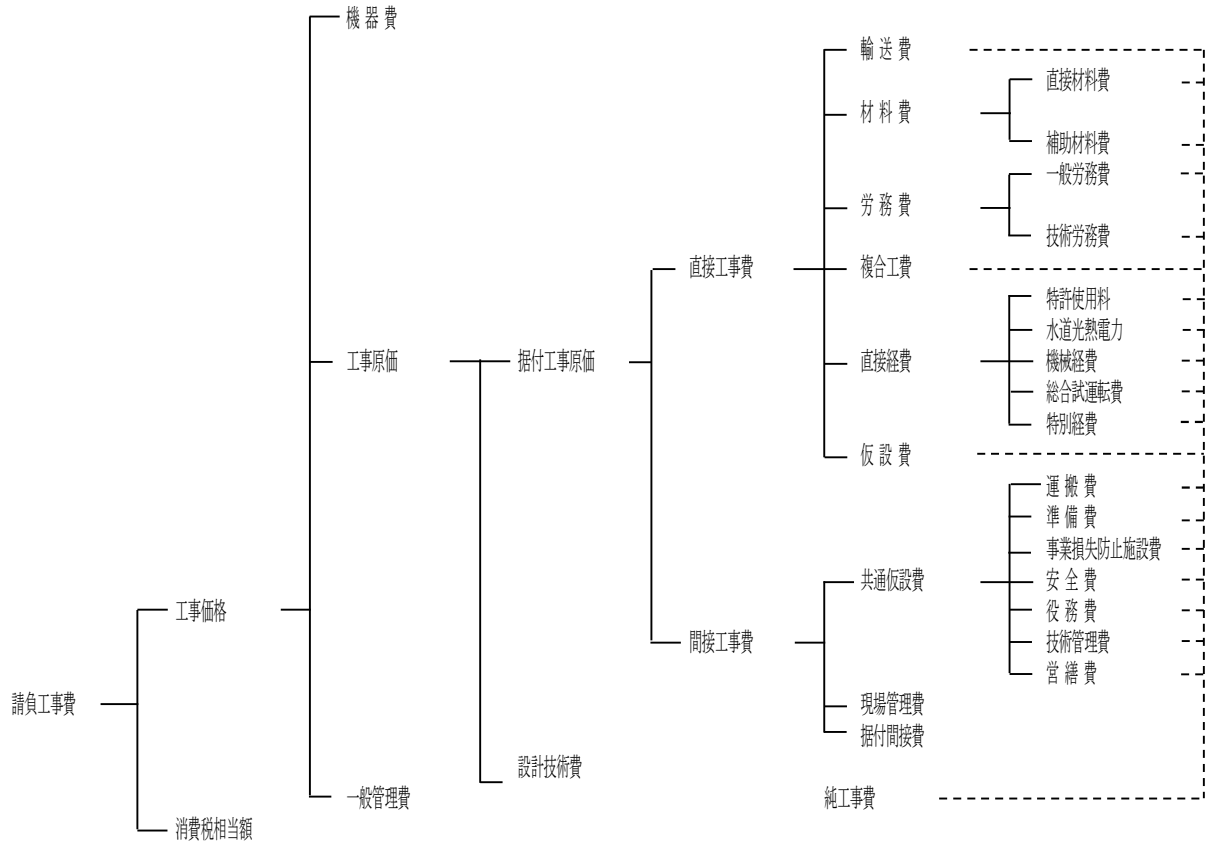 機 器 費
輸 送 費
直接材料費
材 料 費
補助材料費
一般労務費
労 務 費
技術労務費
直接工事費
複合工費
特許使用料
水道光熱電力
工事原価
据付工事原価
直接経費
機械経費
総合試運転費
特別経費
仮 設 費
運 搬 費
準 備 費
事業損失防止施設費
共通仮設費
安 全 費
工事価格
役 務 費
間接工事費
技術管理費
営 繕 費
請負工事費
現場管理費
据付間接費
設計技術費
一般管理費
純工事費
消費税相当額